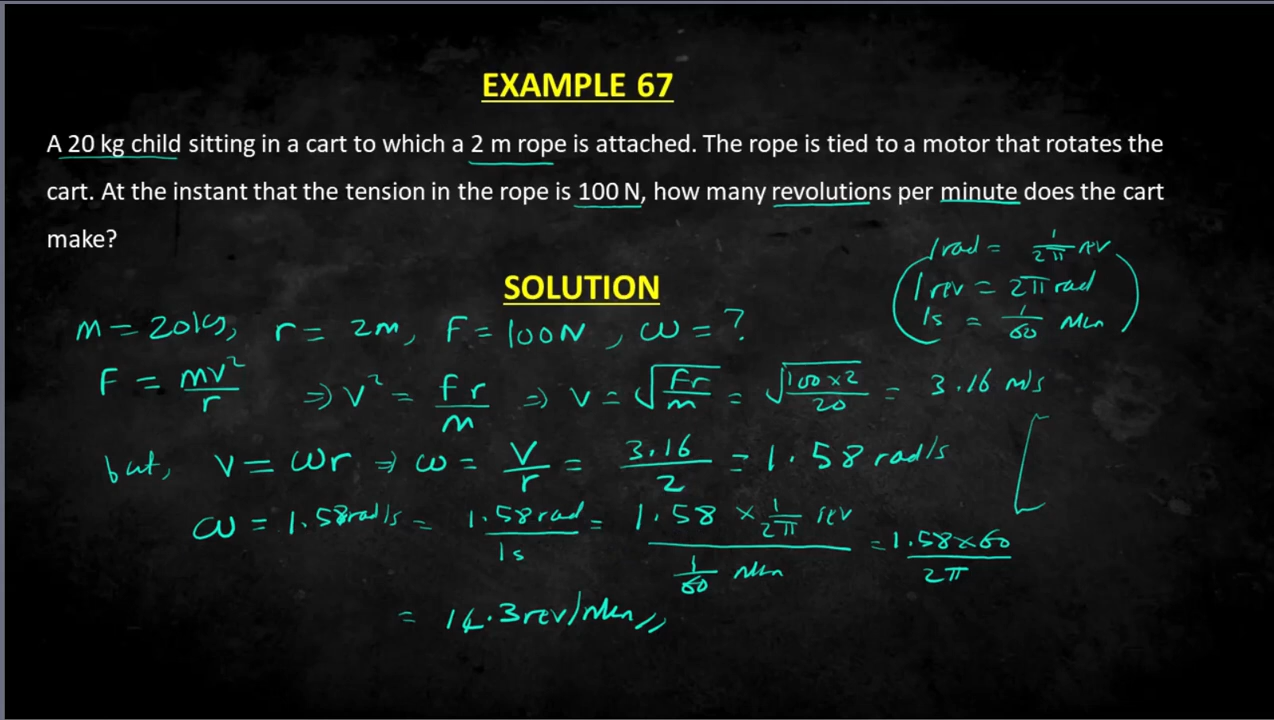 EXAMPLE 67
A 20 kg child sitting in a cart to which a 2 m rope is attached. The rope is tied to a motor that rotates the
cart. At the instant that the tension in the rope is 100 N, how many revolutions per minute does the cart
make?
1 rad = 1/2π rev
1 rev = 2π rad
1s = 1/60 Min
SOLUTION
m = 20kg, r = 2m, F = 100N, ω = ?
F = mv²/r ⇒ v² = Fr/m ⇒ v = √(Fr/m) = √(100×2/20) = 3.16 m/s
but, v = ωr ⇒ ω = v/r = 3.16/2 = 1.58 rad/s
ω = 1.58rad/s = 1.58rad/1s = (1.58 × 1/2π rev)/(1/60 Min) = 1.58×60/2π
= 14.3rev/Min